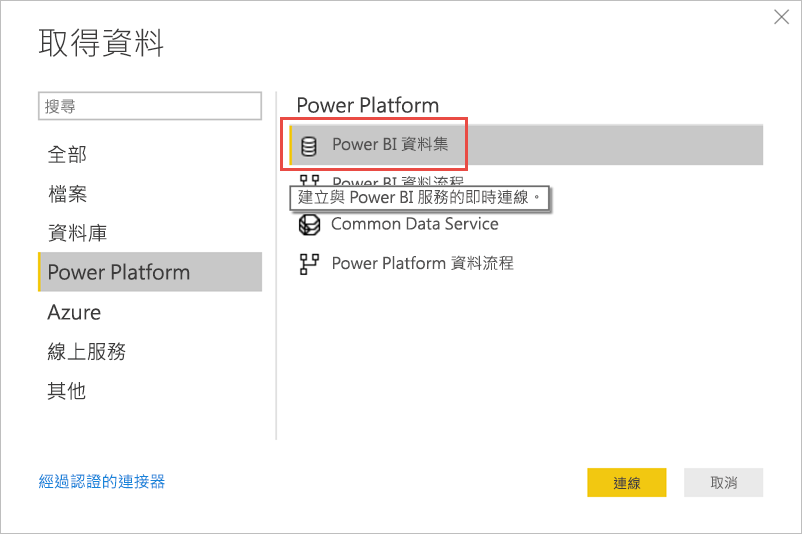 取得資料
搜尋
全部
檔案
資料庫
Power Platform
Azure
線上服務
其他
經過認證的連接器
Power Platform
Power BI 資料集
Power BI 資料流程
建立與 Power BI 服務的即時連線。
Common Data Service
Power Platform 資料流程
連線
取消